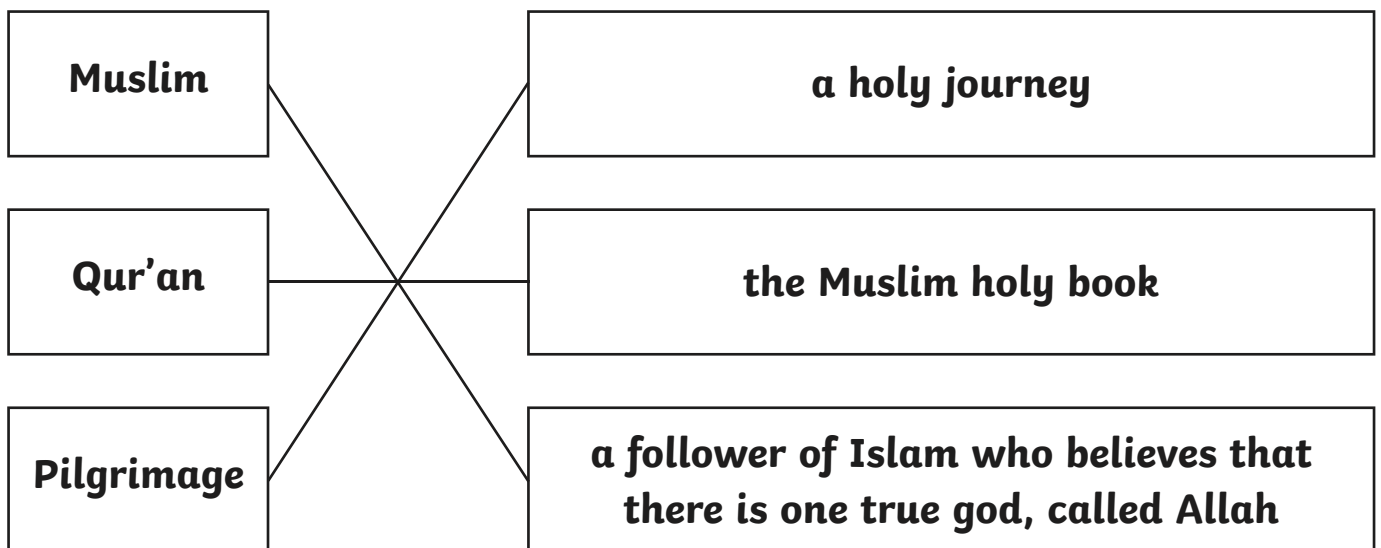 Muslim
a holy journey
Qur’an
the Muslim holy book
Pilgrimage
a follower of Islam who believes that
there is one true god, called Allah